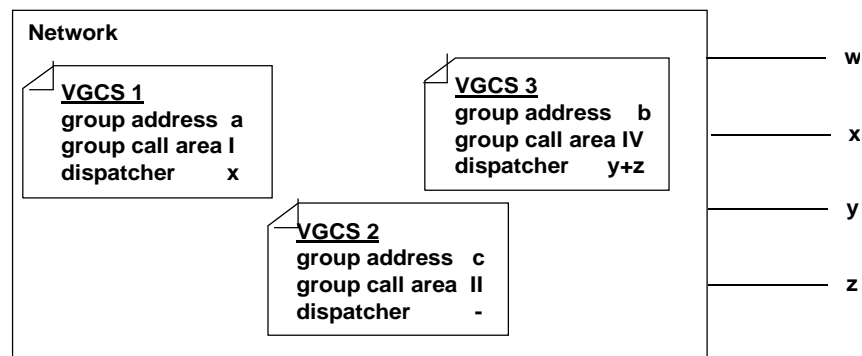 Network
VGCS 1
group address a
group call area I
dispatcher x
VGCS 3
group address b
group call area IV
dispatcher y+z
VGCS 2
group address c
group call area II
dispatcher -
w
x
y
z